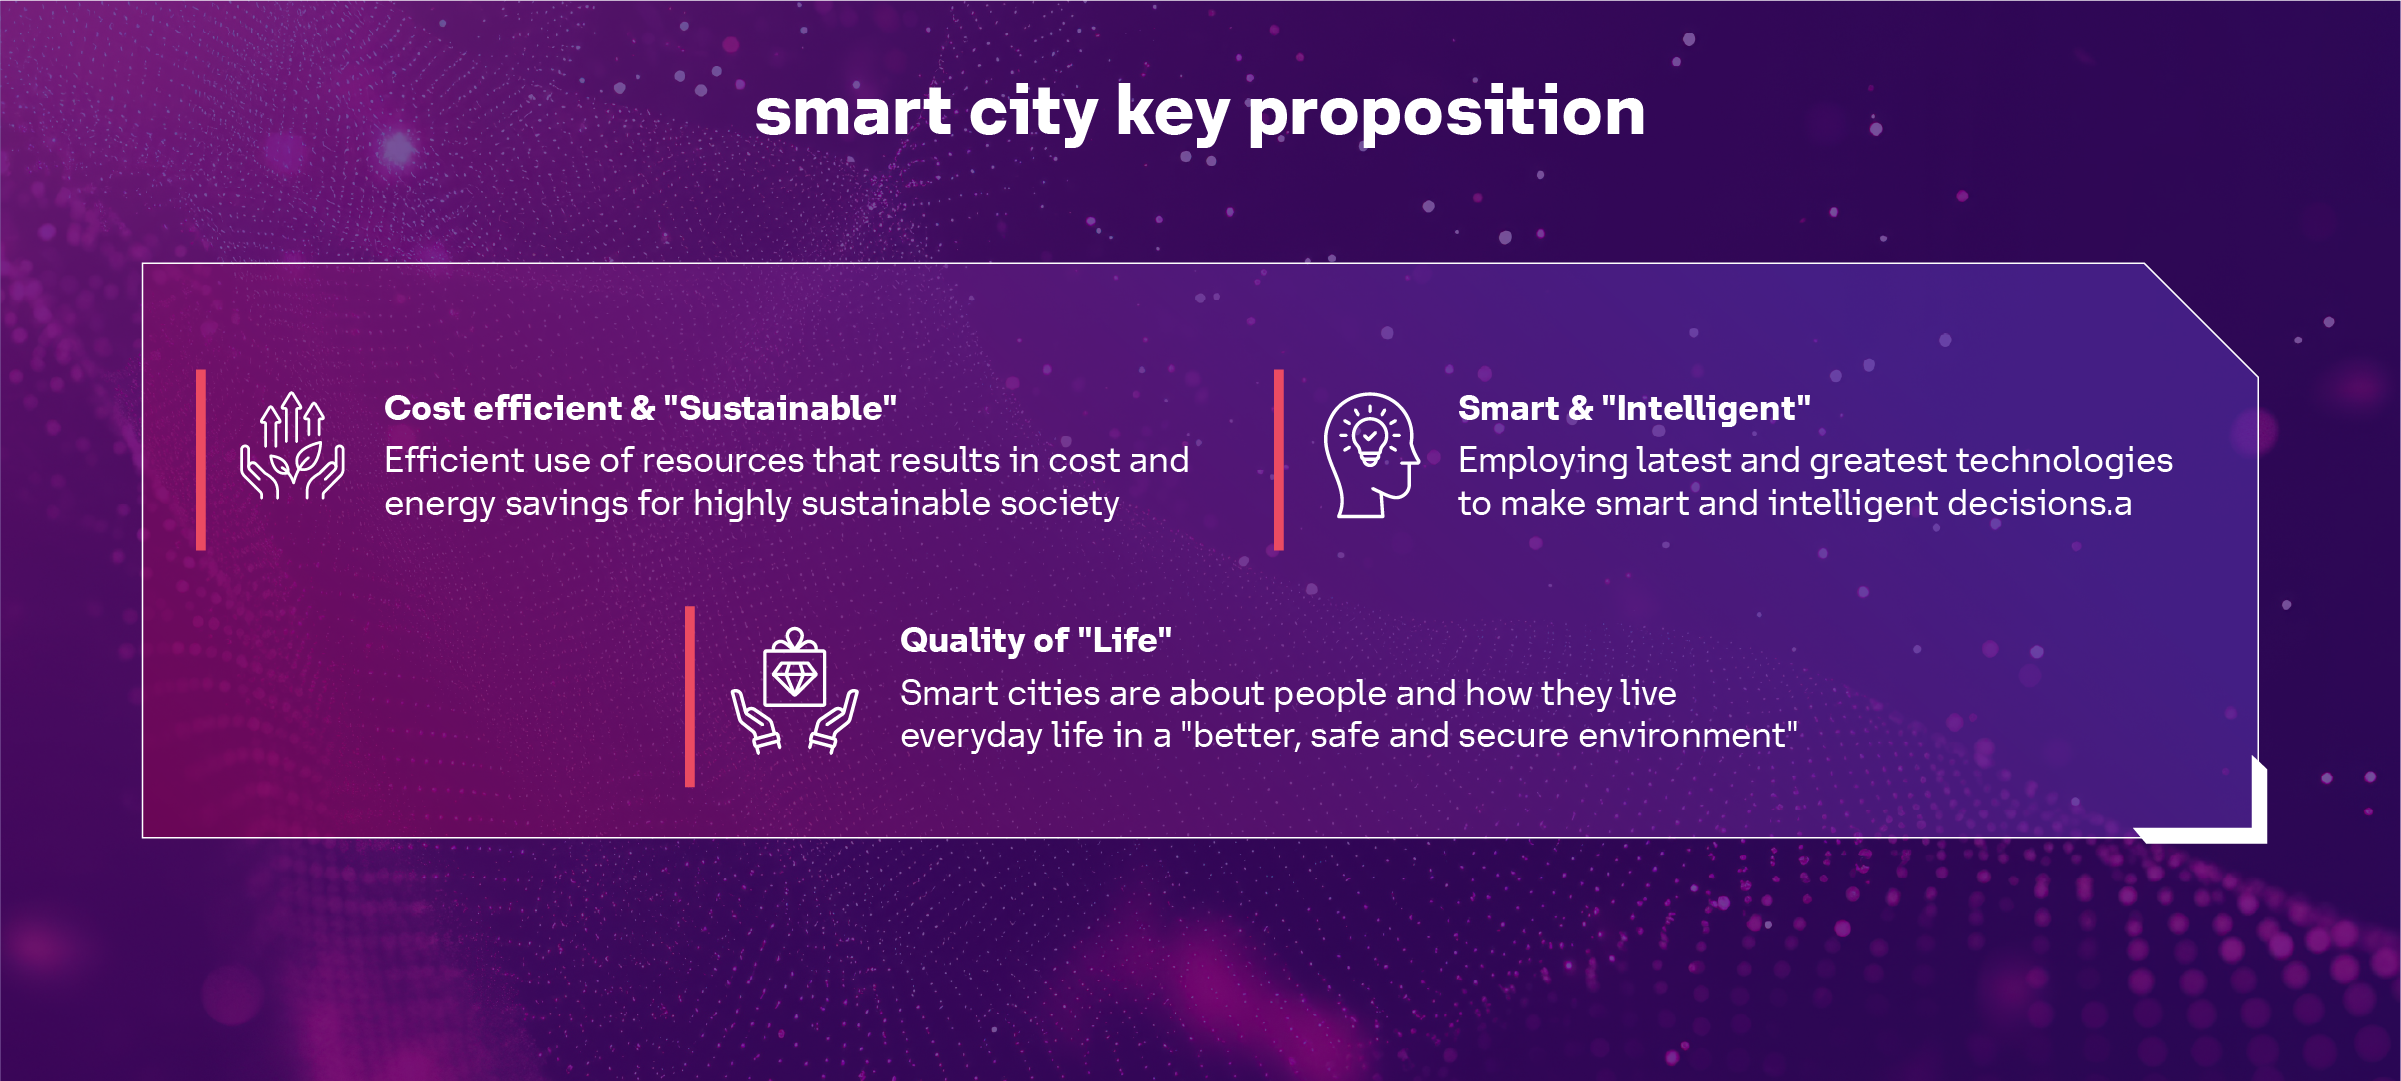 smart city key proposition
Cost efficient & "Sustainable"
Efficient use of resources that results in cost and
energy savings for highly sustainable society
Smart & "Intelligent"
Employing latest and greatest technologies
to make smart and intelligent decisions.a
Quality of "Life"
Smart cities are about people and how they live
everyday life in a "better, safe and secure environment"